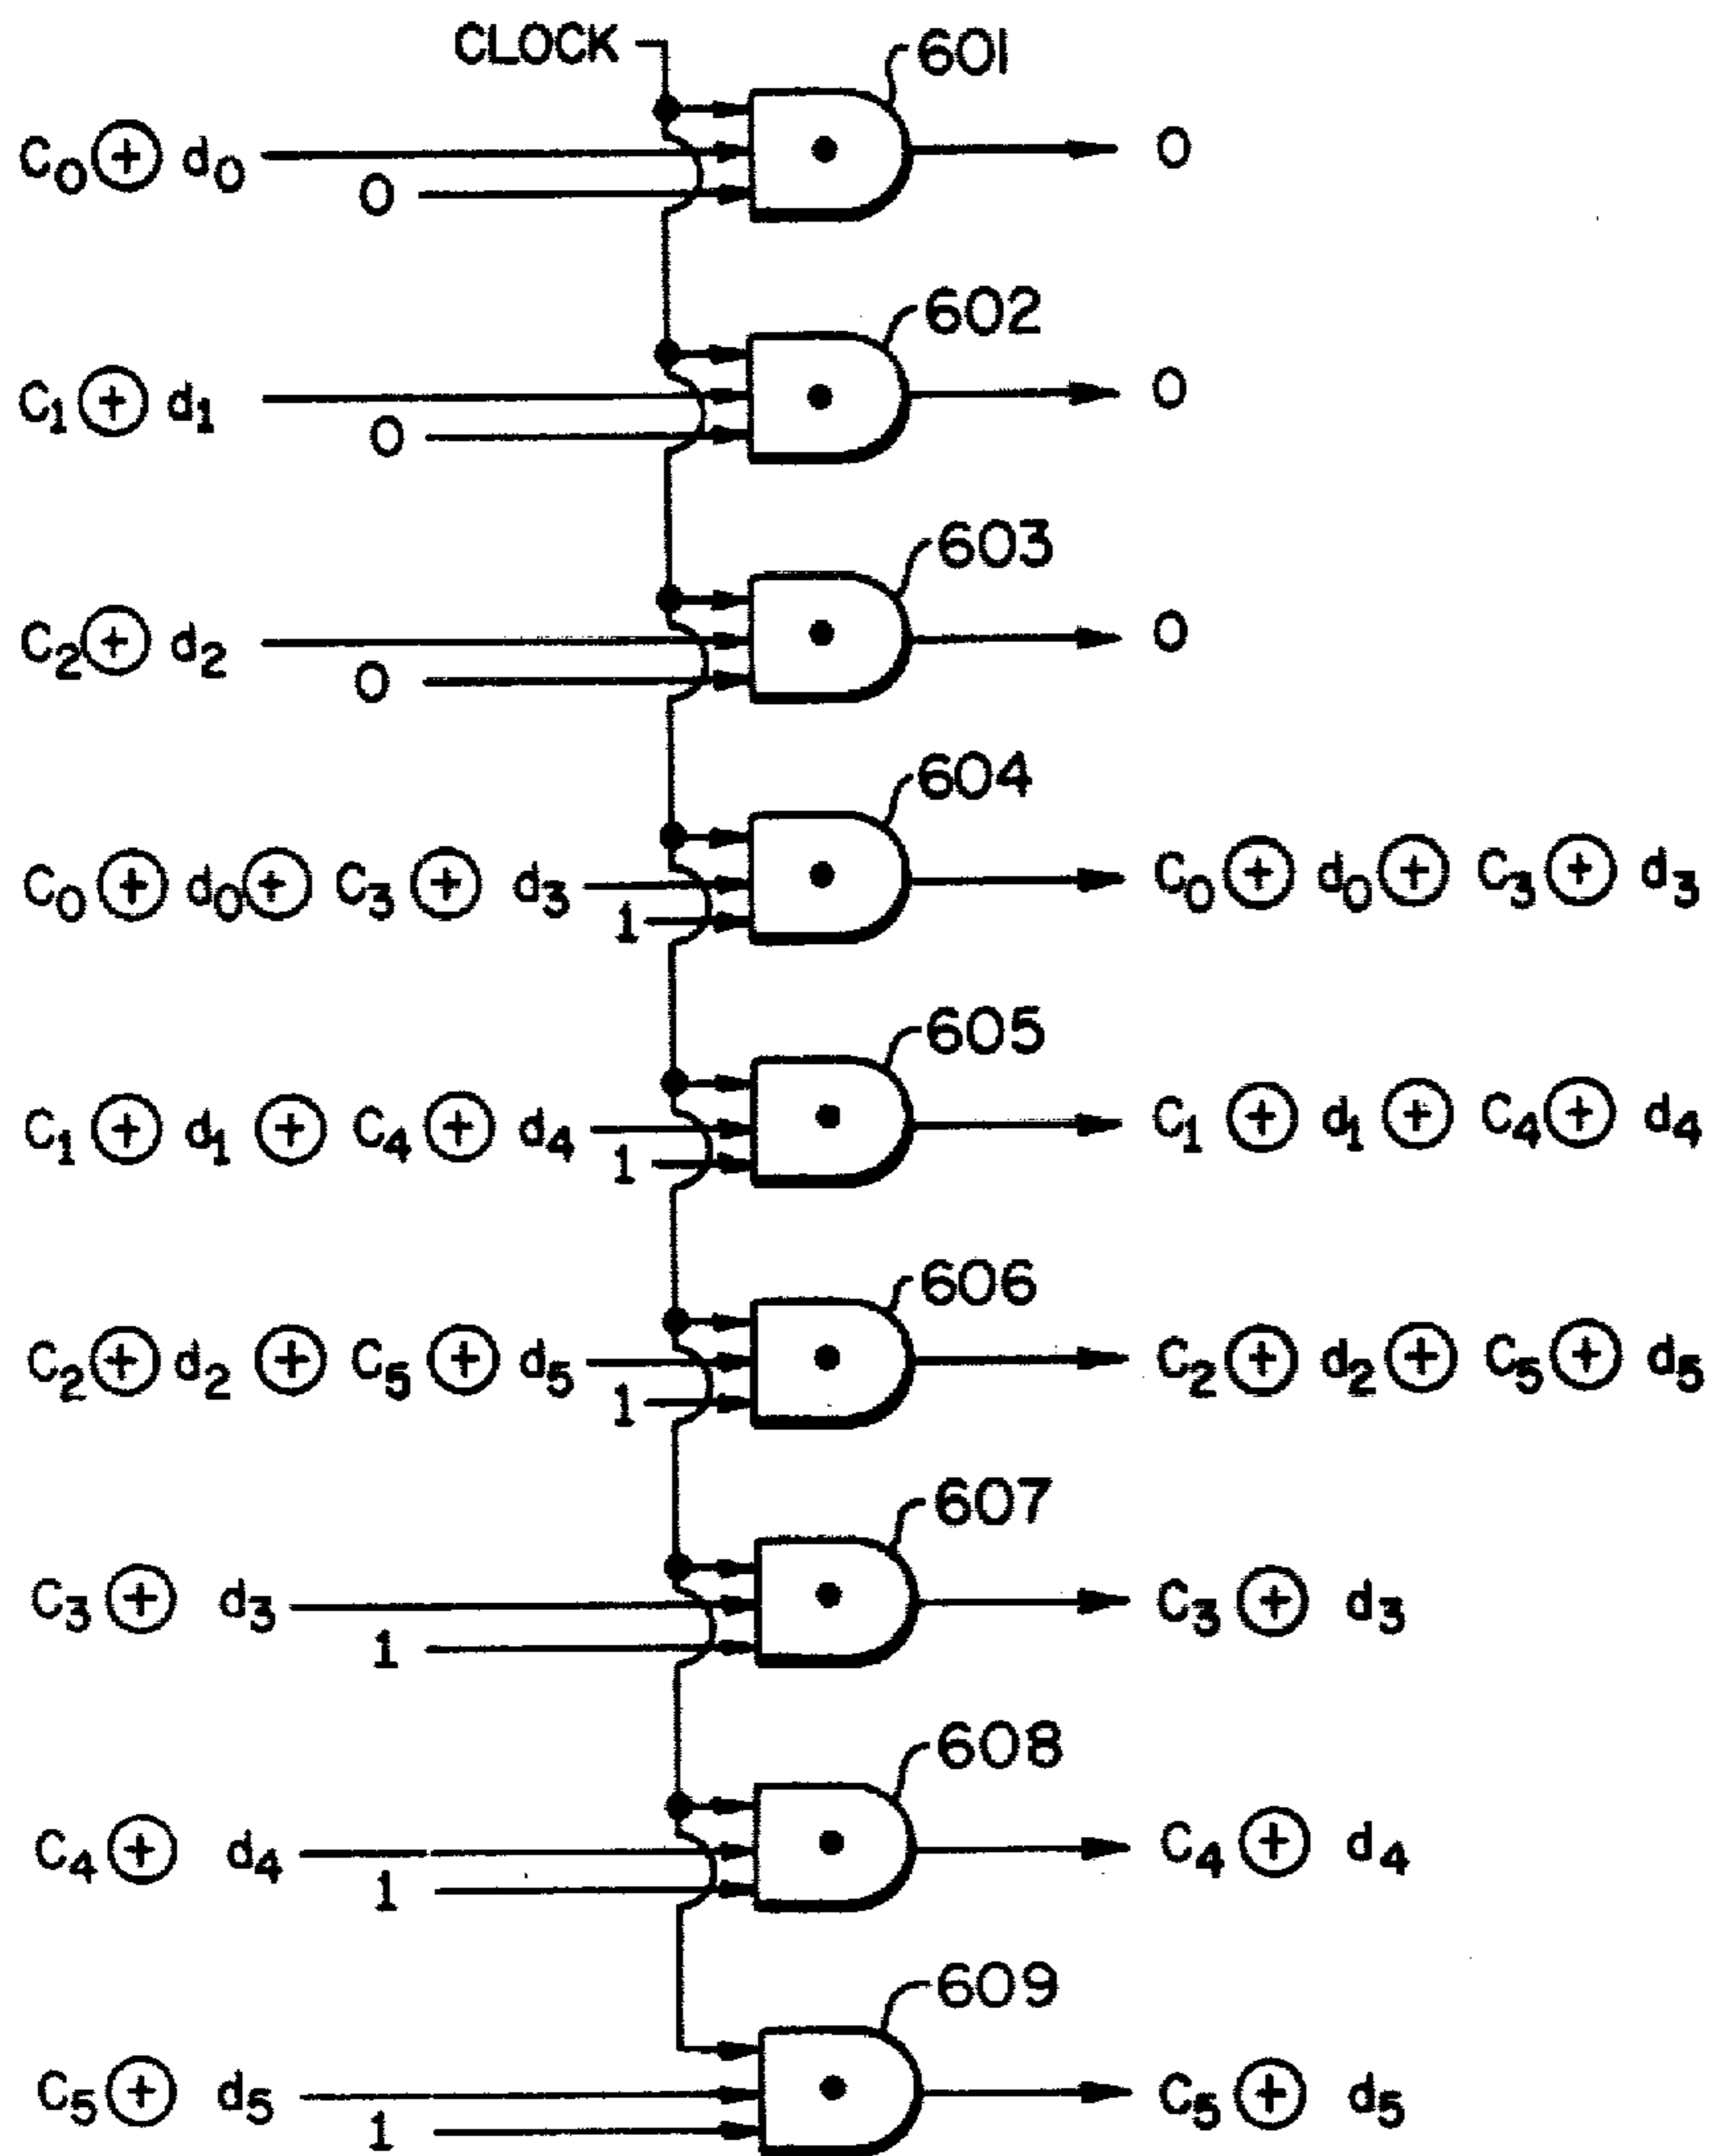 CLOCK
601
C₀ ⊕ d₀
0
0
602
C₁ ⊕ d₁
0
0
603
C₂ ⊕ d₂
0
0
604
C₀ ⊕ d₀ ⊕ C₃ ⊕ d₃
1
C₀ ⊕ d₀ ⊕ C₃ ⊕ d₃
605
C₁ ⊕ d₁ ⊕ C₄ ⊕ d₄
1
C₁ ⊕ d₁ ⊕ C₄ ⊕ d₄
606
C₂ ⊕ d₂ ⊕ C₅ ⊕ d₅
1
C₂ ⊕ d₂ ⊕ C₅ ⊕ d₅
607
C₃ ⊕ d₃
1
C₃ ⊕ d₃
608
C₄ ⊕ d₄
1
C₄ ⊕ d₄
609
C₅ ⊕ d₅
1
C₅ ⊕ d₅